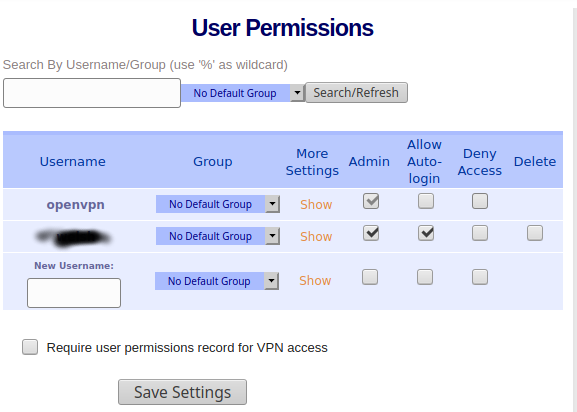 User Permissions
Search By Username/Group (use '%' as wildcard)
No Default Group Search/Refresh
Username Group More Settings Admin Allow Auto-login Deny Access Delete
openvpn No Default Group Show
No Default Group Show
New Username:
No Default Group Show
Require user permissions record for VPN access
Save Settings